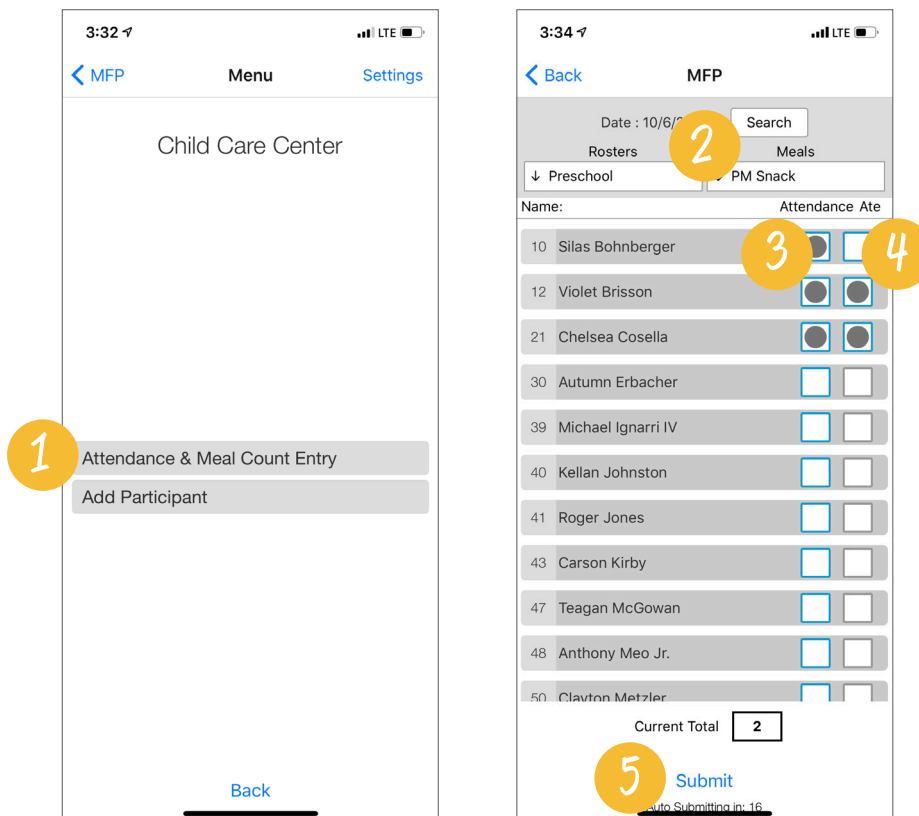 3:32
LTE
MFP
Menu
Settings
Child Care Center
1
Attendance & Meal Count Entry
Add Participant
Back
3:34
LTE
Back
MFP
Date : 10/6/
Search
2
Rosters
Meals
↓ Preschool
PM Snack
Name:
Attendance Ate
10 Silas Bohnberger
3
4
12 Violet Brisson
21 Chelsea Cosella
30 Autumn Erbacher
39 Michael Ignarri IV
40 Kellan Johnston
41 Roger Jones
43 Carson Kirby
47 Teagan McGowan
48 Anthony Meo Jr.
50 Clayton Metzler
Current Total 2
5
Submit
Auto Submitting in: 16